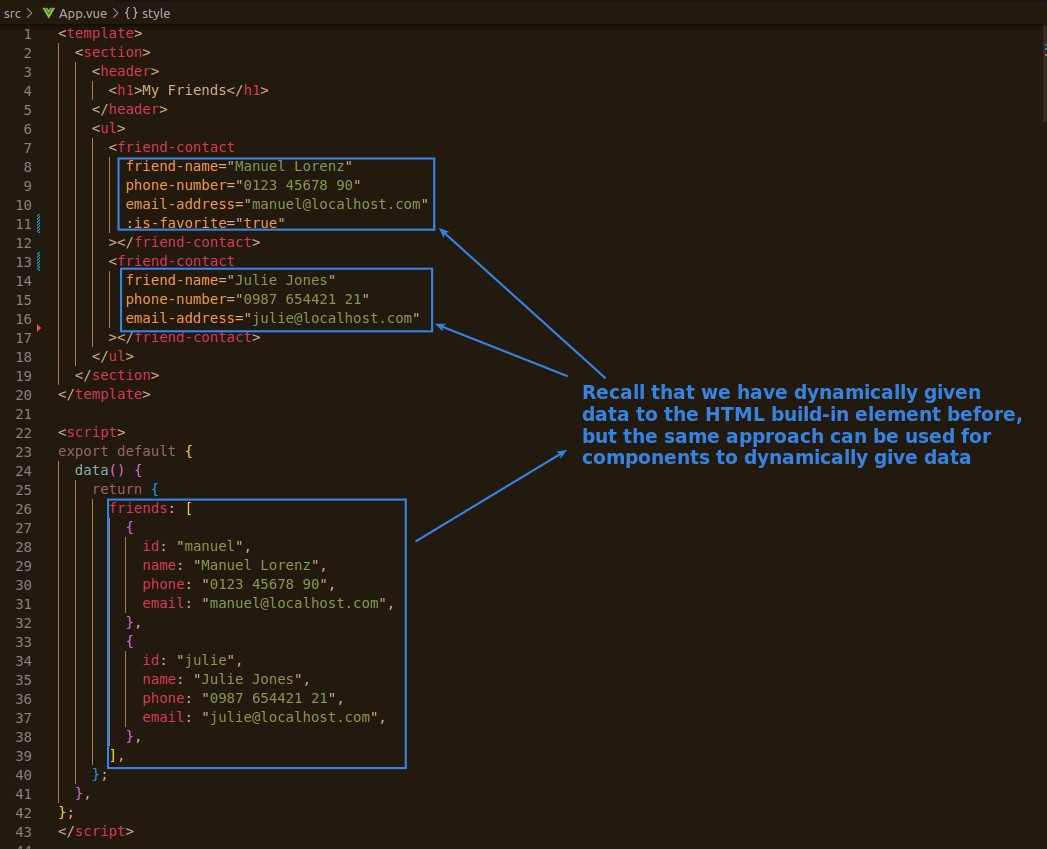 src > App.vue > {} style
1 <template>
2 <section>
3 <header>
4 <h1>My Friends</h1>
5 </header>
6 <ul>
7 <friend-contact
8 friend-name="Manuel Lorenz"
9 phone-number="0123 45678 90"
10 email-address="manuel@localhost.com"
11 :is-favorite="true"
12 ></friend-contact>
13 <friend-contact
14 friend-name="Julie Jones"
15 phone-number="0987 654421 21"
16 email-address="julie@localhost.com"
17 ></friend-contact>
18 </ul>
19 </section>
20 </template>
21
22 <script>
23 export default {
24 data() {
25 return {
26 friends: [
27 {
28 id: "manuel",
29 name: "Manuel Lorenz",
30 phone: "0123 45678 90",
31 email: "manuel@localhost.com",
32 },
33 {
34 id: "julie",
35 name: "Julie Jones",
36 phone: "0987 654421 21",
37 email: "julie@localhost.com",
38 },
39 ],
40 };
41 },
42 };
43 </script>
Recall that we have dynamically given
data to the HTML build-in element before,
but the same approach can be used for
components to dynamically give data